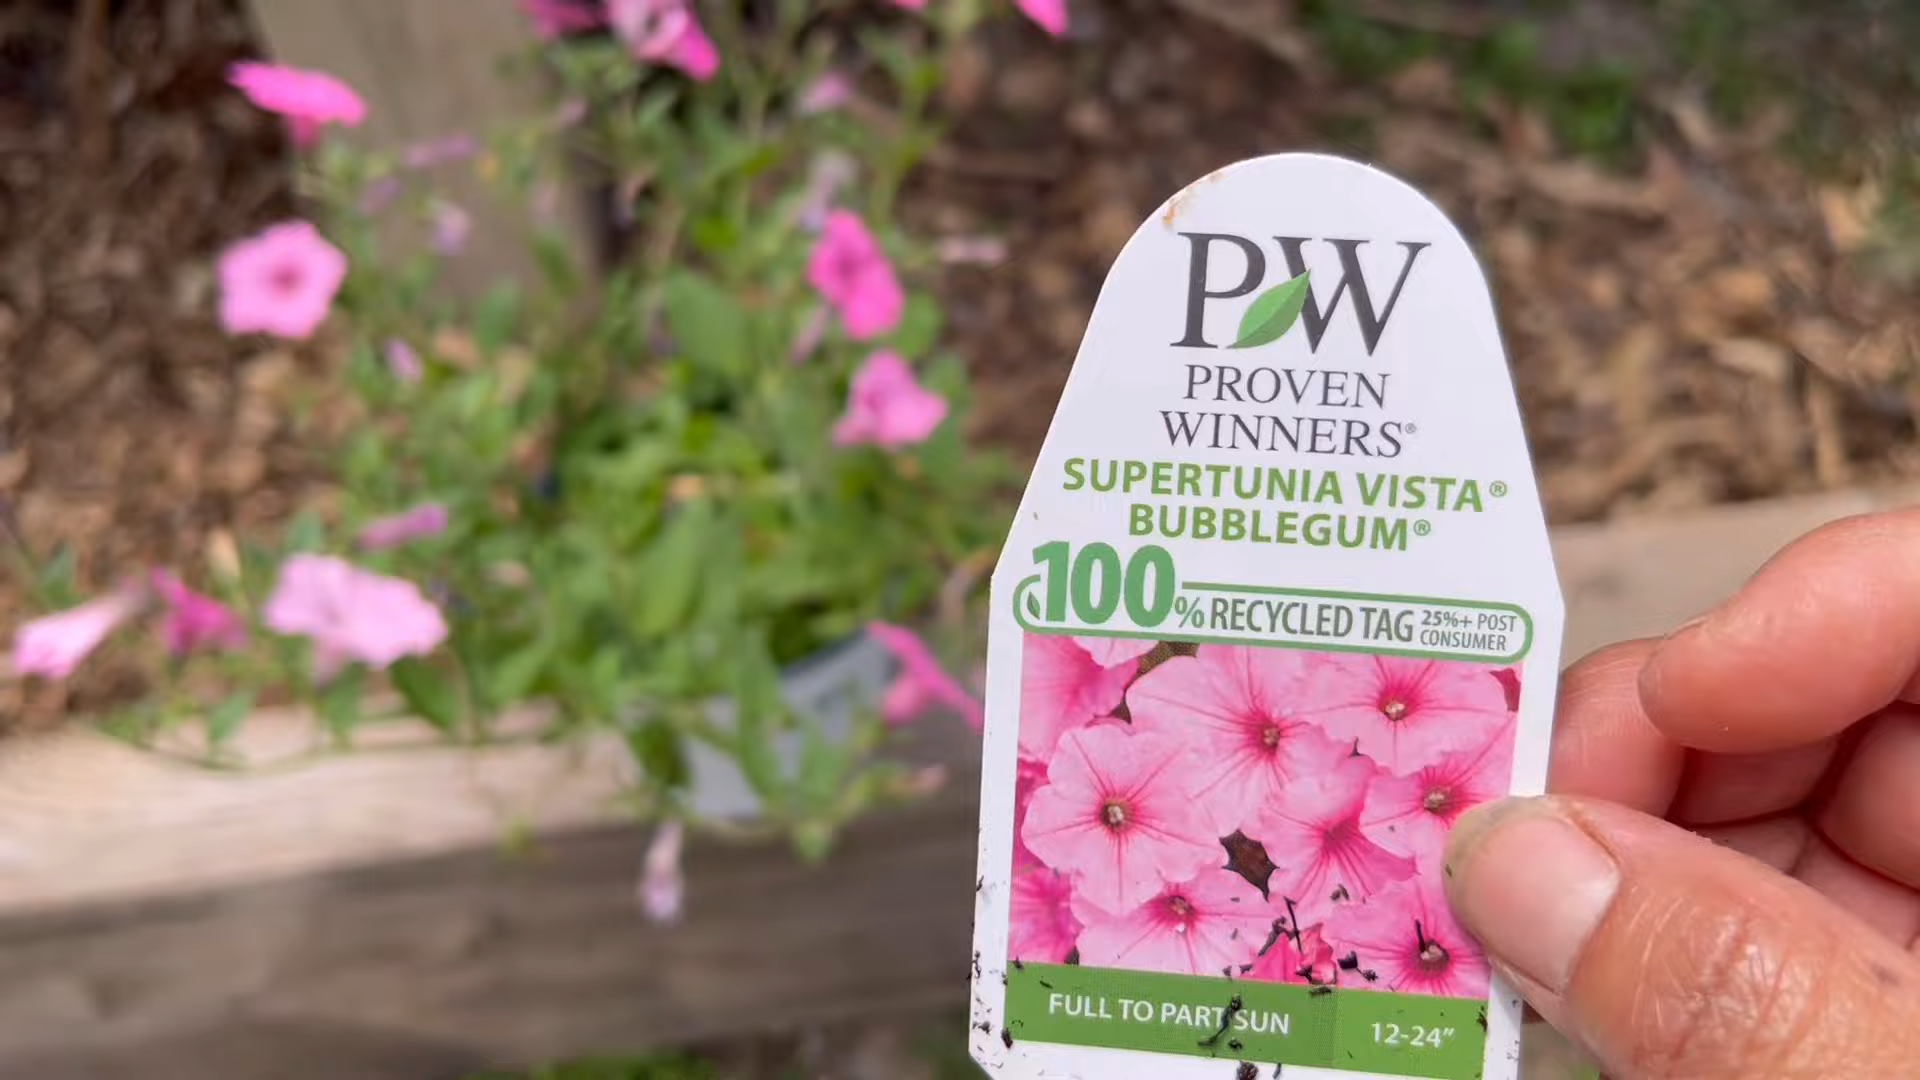 PW
PROVEN
WINNERS®
SUPERTUNIA VISTA®
BUBBLEGUM®
100% RECYCLED TAG 25%+ POST
CONSUMER
FULL TO PART SUN 12-24"